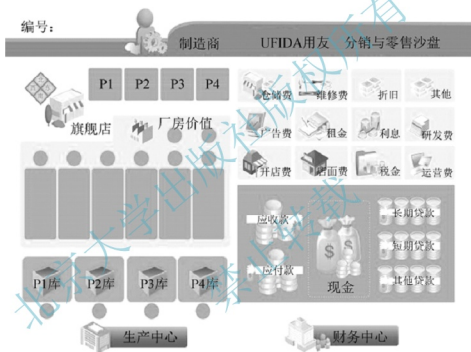 编号：
制造商 UFIDA用友 分销与零售沙盘
P1 P2 P3 P4
旗舰店
厂房价值
仓储费 维修费 折旧 其他
广告费 租金 利息 研发费
开店费 店面费 税金 运营费
应收款
应付款
现金
长期贷款
短期贷款
其他贷款
P1库 P2库 P3库 P4库
生产中心
财务中心
北京大学出版社版权所有
禁止转载